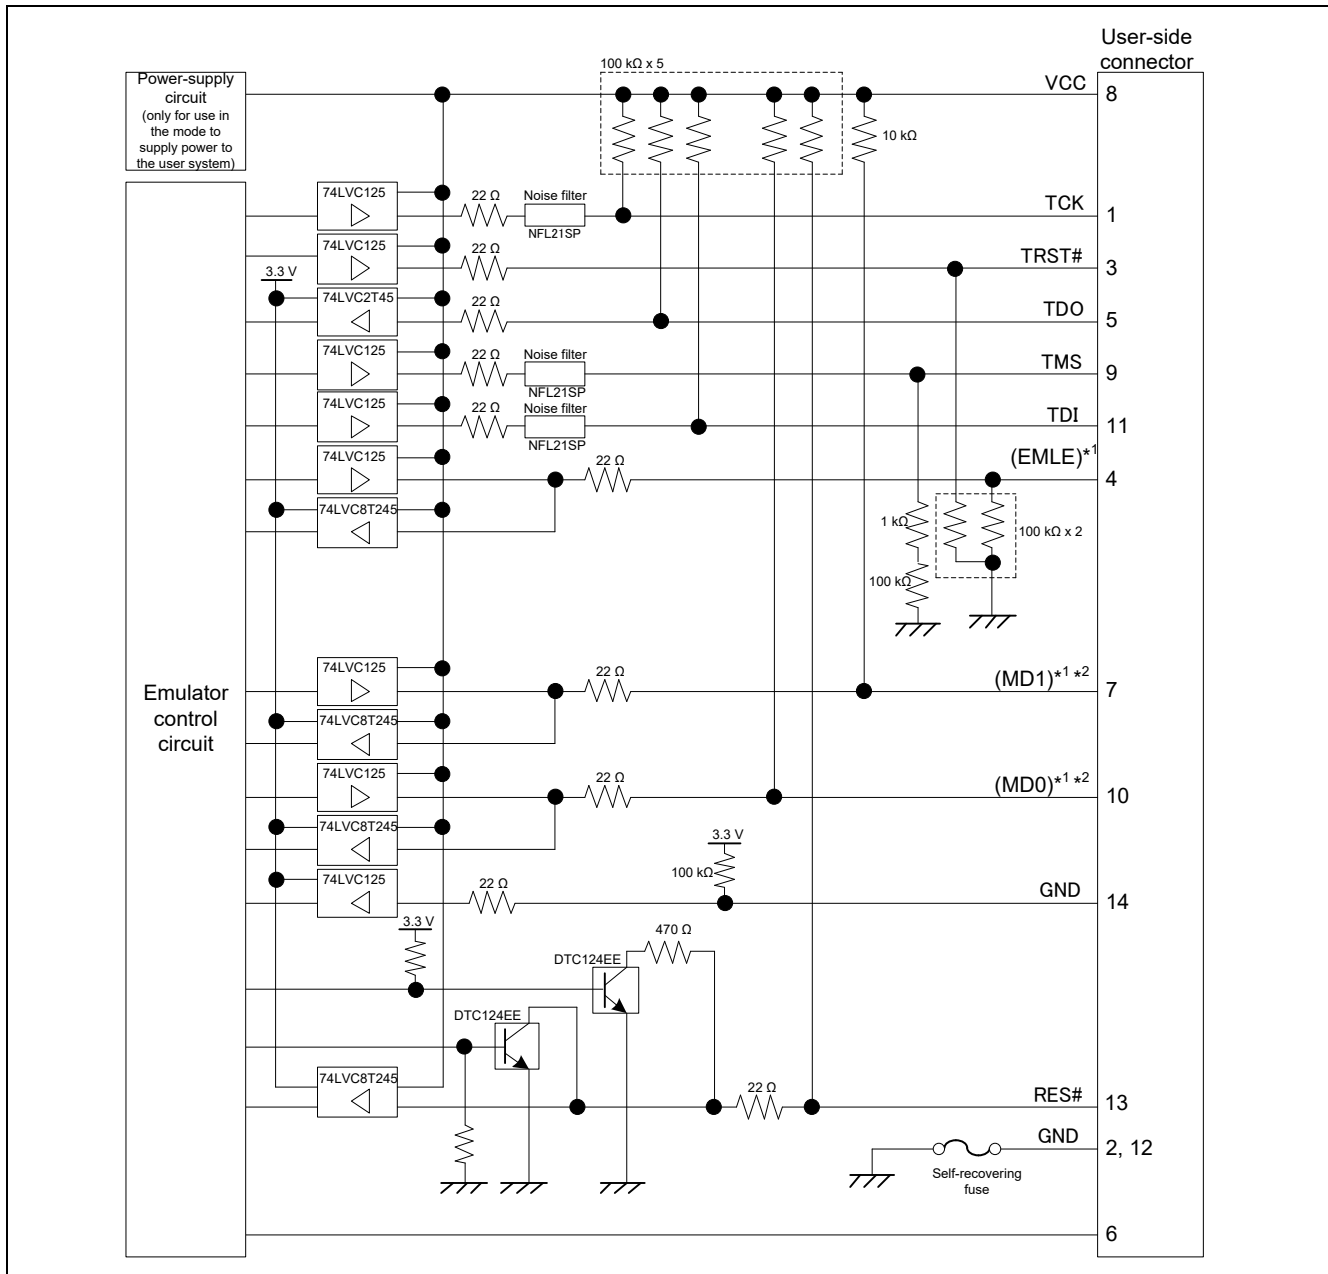 User-side
connector
Power-supply
circuit
(only for use in
the mode to
supply power to
the user system)
100 kΩ x 5
VCC
8
10 kΩ
74LVC125
22 Ω
Noise filter
NFL21SP
TCK
1
74LVC125
22 Ω
TRST#
3
3.3 V
74LVC2T45
22 Ω
TDO
5
74LVC125
22 Ω
Noise filter
NFL21SP
TMS
9
74LVC125
22 Ω
Noise filter
NFL21SP
TDI
11
74LVC125
22 Ω
(EMLE)*1
4
74LVC8T245
1 kΩ
100 kΩ x 2
100 kΩ
Emulator
control
circuit
74LVC125
22 Ω
(MD1)*1 *2
7
74LVC8T245
74LVC125
22 Ω
(MD0)*1 *2
10
74LVC8T245
3.3 V
100 kΩ
74LVC125
22 Ω
GND
14
3.3 V
470 Ω
DTC124EE
DTC124EE
74LVC8T245
22 Ω
RES#
13
GND
2, 12
Self-recovering
fuse
6